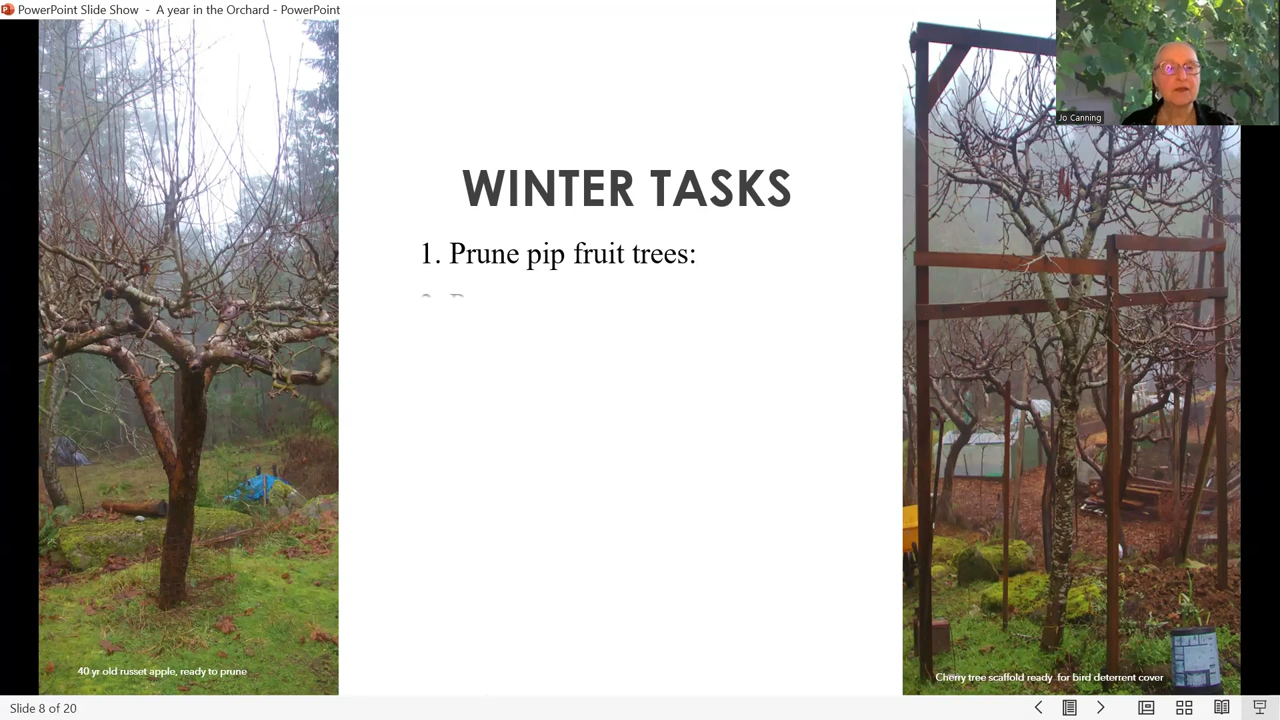 PowerPoint Slide Show - A year in the Orchard - PowerPoint
Jo Canning
WINTER TASKS
1. Prune pip fruit trees:
40 yr old russet apple, ready to prune
Cherry tree scaffold ready for bird deterrent cover
Slide 8 of 20